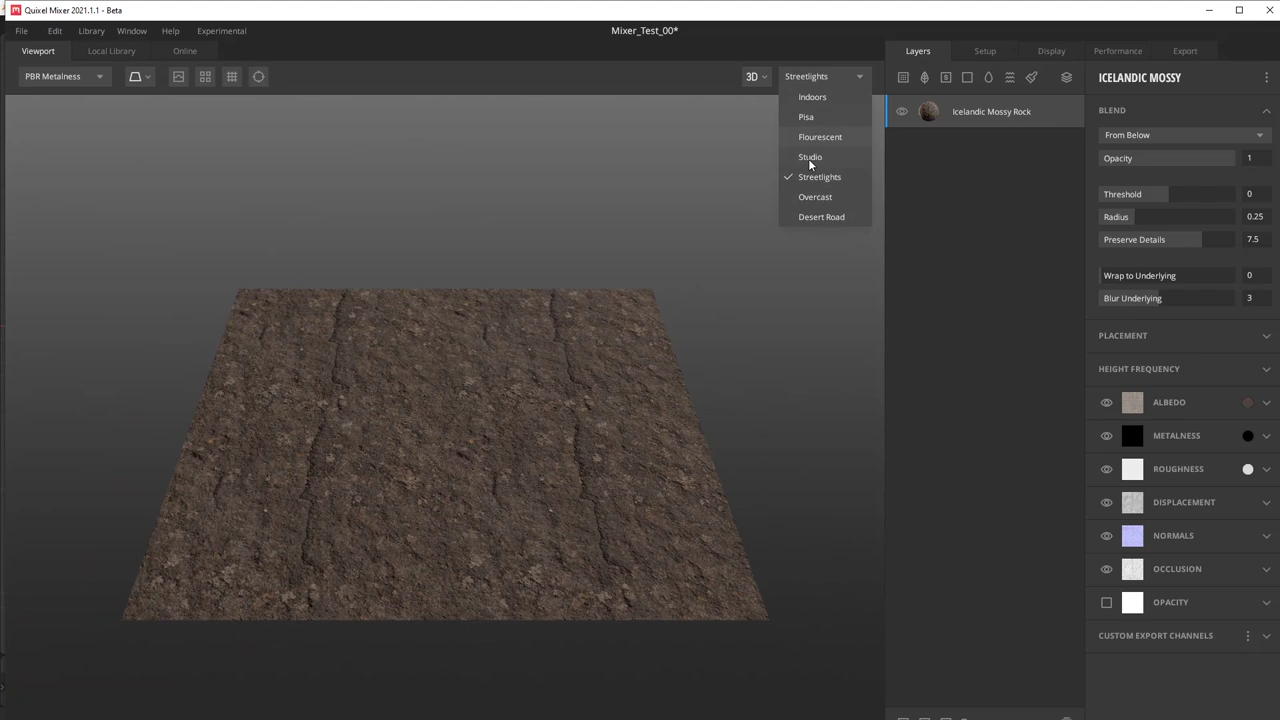 Quixel Mixer 2021.1.1 - Beta
File Edit Library Window Help Experimental
Mixer_Test_00*
Viewport Local Library Online
Layers Setup Display Performance Export
PBR Metalness
3D
Streetlights
Indoors
Pisa
Flourescent
Studio
Streetlights
Overcast
Desert Road
Icelandic Mossy Rock
ICELANDIC MOSSY
BLEND
From Below
Opacity 1
Threshold 0
Radius 0.25
Preserve Details 7.5
Wrap to Underlying 0
Blur Underlying 3
PLACEMENT
HEIGHT FREQUENCY
ALBEDO
METALNESS
ROUGHNESS
DISPLACEMENT
NORMALS
OCCLUSION
OPACITY
CUSTOM EXPORT CHANNELS